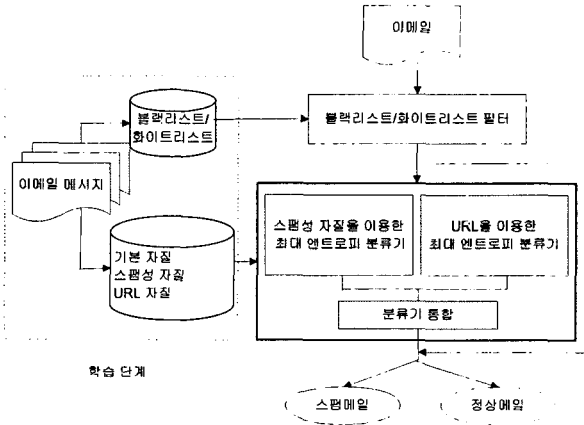 이메일
블랙리스트/
화이트리스트
블랙리스트/화이트리스트 필터
이메일 메시지
스팸성 자질을 이용한
최대 엔트로피 분류기
URL을 이용한
최대 엔트로피 분류기
기본 자질
스팸성 자질
URL 자질
분류기 통합
학습 단계
스팸메일
정상메일